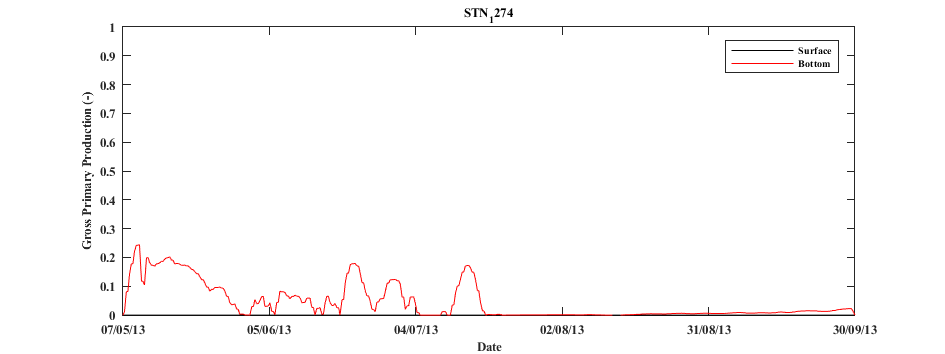 STN1274
1
0.9
0.8
0.7
0.6
0.5
0.4
0.3
0.2
0.1
0
Gross Primary Production (-)
Surface
Bottom
07/05/13 05/06/13 04/07/13 02/08/13 31/08/13 30/09/13
Date